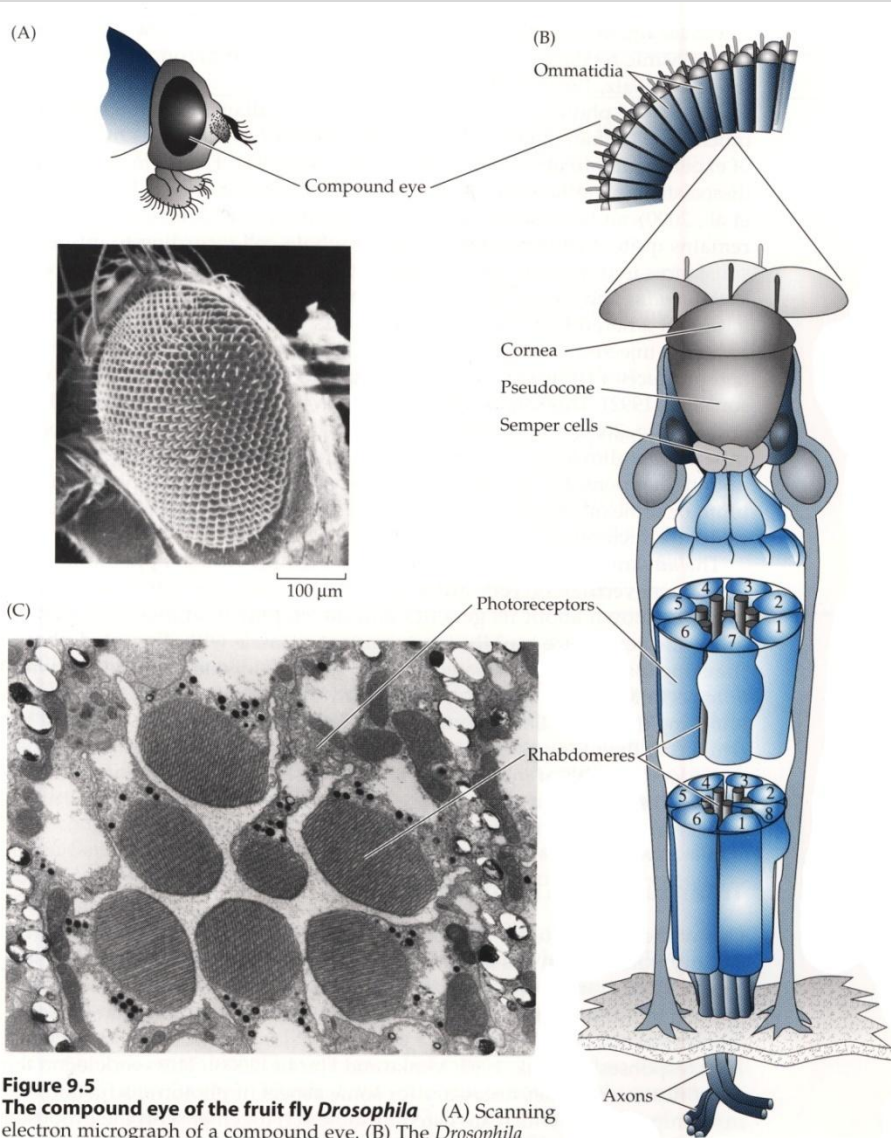 (A)
(B)
Ommatidia
Compound eye
Cornea
Pseudocone
Semper cells
100 µm
(C)
Photoreceptors
4 3
5 2
6 7 1
Rhabdomeres
4 3
5 2
6 1 8
Axons
Figure 9.5
The compound eye of the fruit fly Drosophila (A) Scanning
electron micrograph of a compound eye. (B) The Drosophila